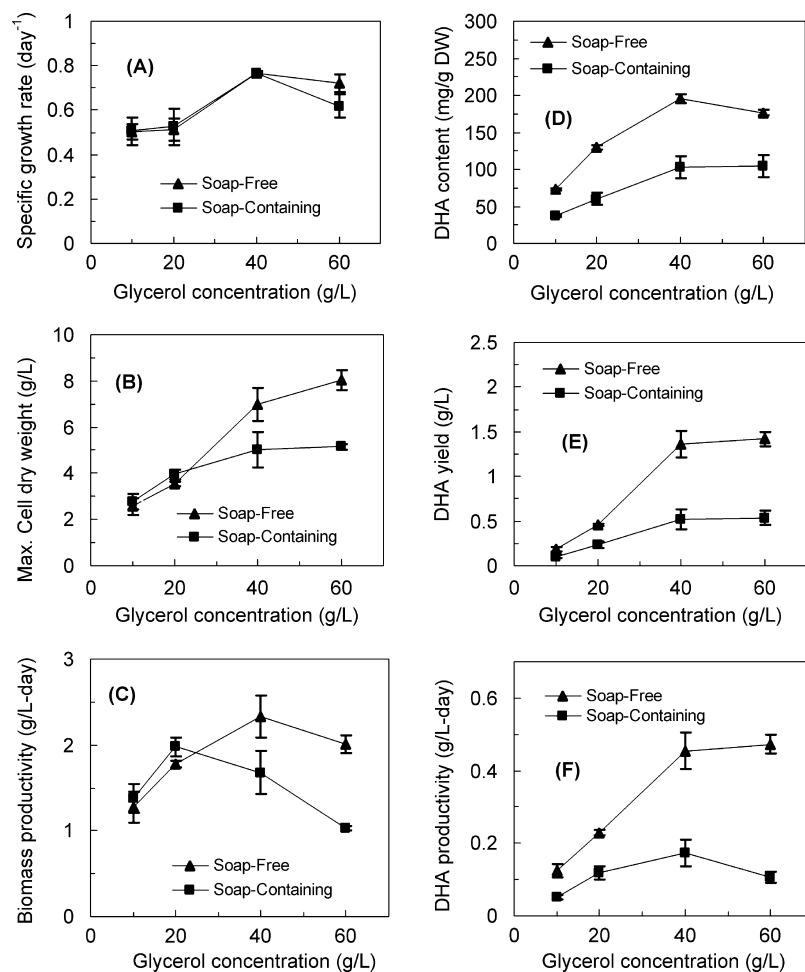 (A)
Specific growth rate (day-1)
1
0.8
0.6
0.4
0.2
0
Soap-Free
Soap-Containing
0 20 40 60
Glycerol concentration (g/L)
(D)
DHA content (mg/g DW)
300
250
200
150
100
50
0
Soap-Free
Soap-Containing
0 20 40 60
Glycerol concentration (g/L)
(B)
Max. Cell dry weight (g/L)
10
8
6
4
2
0
Soap-Free
Soap-Containing
0 20 40 60
Glycerol concentration (g/L)
(E)
DHA yield (g/L)
2.5
2
1.5
1
0.5
0
Soap-Free
Soap-Containing
0 20 40 60
Glycerol concentration (g/L)
(C)
Biomass productivity (g/L-day)
3
2
1
0
Soap-Free
Soap-Containing
0 20 40 60
Glycerol concentration (g/L)
(F)
DHA productivity (g/L-day)
0.6
0.4
0.2
0
Soap-Free
Soap-Containing
0 20 40 60
Glycerol concentration (g/L)